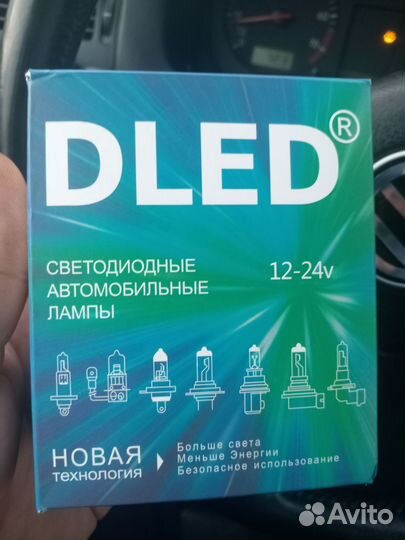 DLED®
СВЕТОДИОДНЫЕ
АВТОМОБИЛЬНЫЕ
ЛАМПЫ
12-24v
НОВАЯ
технология
Больше света
Меньше Энергии
Безопасное использование
Avito